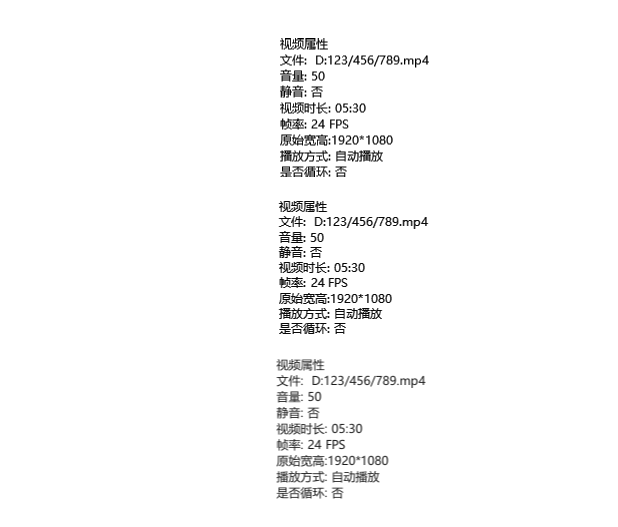 视频属性
文件:  D:123/456/789.mp4
音量: 50
静音: 否
视频时长: 05:30
帧率: 24 FPS
原始宽高:1920*1080
播放方式: 自动播放
是否循环: 否
视频属性
文件:  D:123/456/789.mp4
音量: 50
静音: 否
视频时长: 05:30
帧率: 24 FPS
原始宽高:1920*1080
播放方式: 自动播放
是否循环: 否
视频属性
文件:  D:123/456/789.mp4
音量: 50
静音: 否
视频时长: 05:30
帧率: 24 FPS
原始宽高:1920*1080
播放方式: 自动播放
是否循环: 否